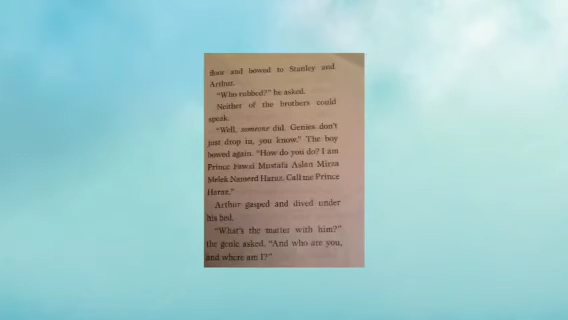 floor and bowed to Stanley and
Arthur.
"Who rubbed?" he asked.
Neither of the brothers could
speak.
"Well, someone did. Genies don't
just drop in, you know." The boy
bowed again. "How do you do? I am
Prince Fawzi Mustafa Aslan Mirza
Melek Namerd Haraz. Call me Prince
Haraz."
Arthur gasped and dived under
his bed.
"What's the matter with him?"
the genie asked. "And who are you,
and where am I?"